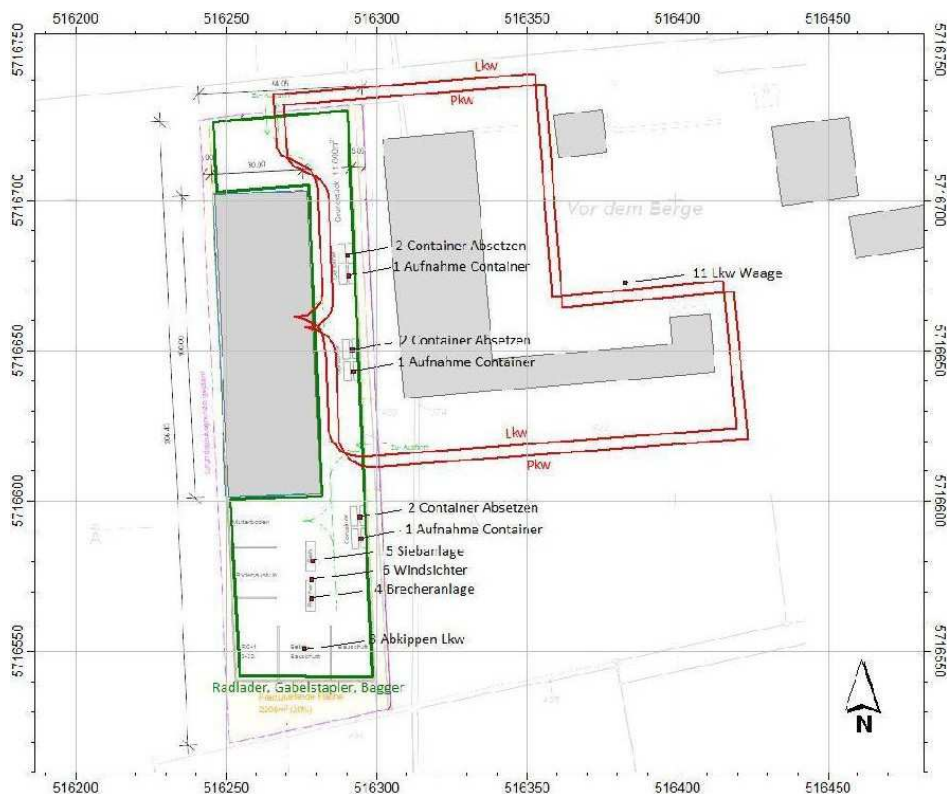 516200 516250 516300 516350 516400 516450
5716750
5716750
Lkw
Pkw
5716700
5716700
Vor dem Berge
2 Container Absetzen
1 Aufnahme Container
11 Lkw Waage
5716650
5716650
2 Container Absetzen
1 Aufnahme Container
Lkw
Pkw
5716600
5716600
2 Container Absetzen
1 Aufnahme Container
5 Siebanlage
6 Windsichter
4 Brecheranlage
3 Abkippen Lkw
5716550
5716550
Radlader, Gabelstapler, Bagger
N
516200 516250 516300 516350 516400 516450